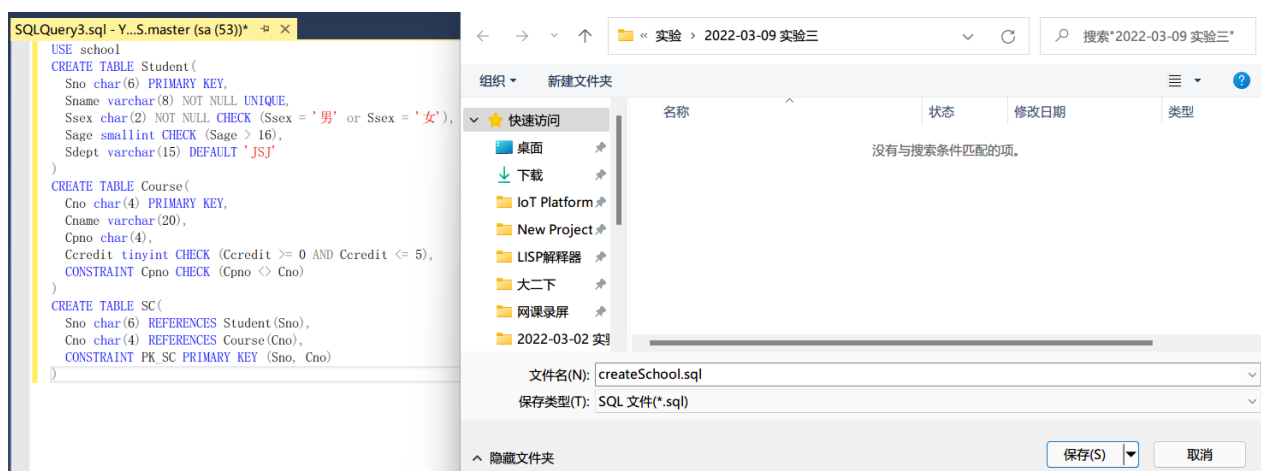 SQLQuery3.sql - Y...S.master (sa (53))*
USE school
CREATE TABLE Student(
Sno char(6) PRIMARY KEY,
Sname varchar(8) NOT NULL UNIQUE,
Ssex char(2) NOT NULL CHECK (Ssex = '男' or Ssex = '女'),
Sage smallint CHECK (Sage > 16),
Sdept varchar(15) DEFAULT 'JSJ'
)
CREATE TABLE Course(
Cno char(4) PRIMARY KEY,
Cname varchar(20),
Cpno char(4),
Ccredit tinyint CHECK (Ccredit >= 0 AND Ccredit <= 5),
CONSTRAINT Cpno CHECK (Cpno <> Cno)
)
CREATE TABLE SC(
Sno char(6) REFERENCES Student(Sno),
Cno char(4) REFERENCES Course(Cno),
CONSTRAINT PK_SC PRIMARY KEY (Sno, Cno)
)
« 实验 › 2022-03-09 实验三
搜索"2022-03-09 实验三"
组织 新建文件夹
名称 状态 修改日期 类型
没有与搜索条件匹配的项。
快速访问
桌面
下载
IoT Platform
New Project
LISP解释器
大二下
网课录屏
2022-03-02 实验
文件名(N): createSchool.sql
保存类型(T): SQL 文件(*.sql)
隐藏文件夹
保存(S) 取消